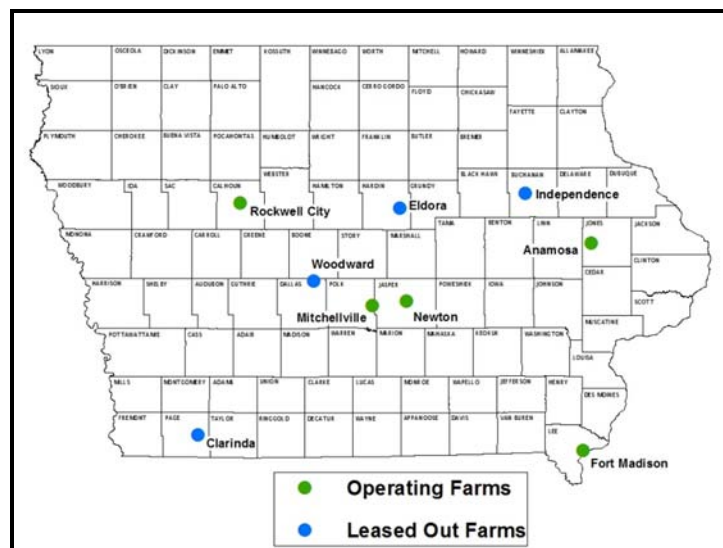 LYON OSCEOLA DICKINSON EMMET KOSSUTH WINNEBAGO WORTH MITCHELL HOWARD WINNESHIEK ALLAMAKEE
SIOUX O'BRIEN CLAY PALO ALTO HANCOCK CERRO GORDO FLOYD CHICKASAW
FAYETTE CLAYTON
PLYMOUTH CHEROKEE BUENA VISTA POCAHONTAS HUMBOLDT WRIGHT FRANKLIN BUTLER BREMER
WEBSTER BLACK HAWK BUCHANAN DELAWARE DUBUQUE
WOODBURY IDA SAC CALHOUN HAMILTON HARDIN GRUNDY
Independence
Rockwell City
Eldora
TAMA BENTON LINN JONES JACKSON
MONONA CRAWFORD CARROLL GREENE BOONE STORY MARSHALL
Anamosa
CLINTON
Woodward
CEDAR
HARRISON SHELBY AUDUBON GUTHRIE DALLAS POLK JASPER POWESHIEK IOWA JOHNSON
SCOTT
Mitchellville
Newton
MUSCATINE
POTTAWATTAMIE CASS ADAIR MADISON WARREN MARION MAHASKA KEOKUK WASHINGTON
LOUISA
MILLS MONTGOMERY ADAMS UNION CLARKE LUCAS MONROE WAPELLO JEFFERSON HENRY
DES MOINES
FREMONT PAGE TAYLOR RINGGOLD DECATUR WAYNE APPANOOSE DAVIS VAN BUREN
LEE
Clarinda
Fort Madison
Operating Farms
Leased Out Farms